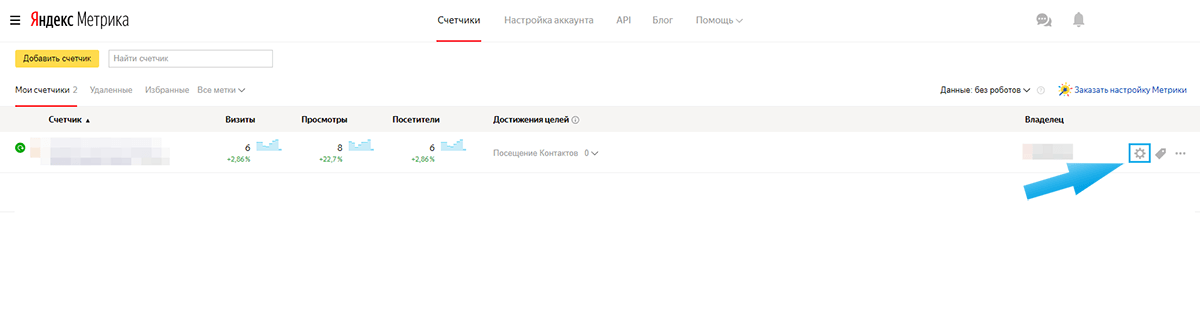 Яндекс Метрика Счетчики Настройка аккаунта API Блог Помощь
Добавить счетчик Найти счетчик
Мои счетчики 2 Удаленные Избранные Все метки Данные: без роботов Заказать настройку Метрики
Счетчик Визиты Просмотры Посетители Достижения целей Владелец
6 8 6
+2,86% +22,7% +2,86% Посещение Контактов 0